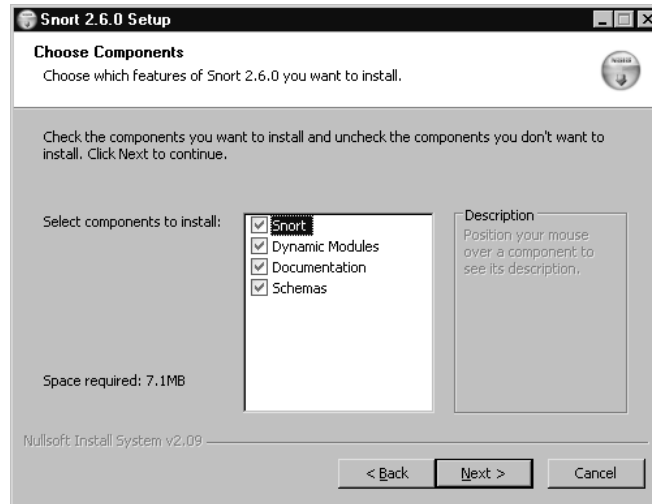 Snort 2.6.0 Setup
Choose Components
Choose which features of Snort 2.6.0 you want to install.
Check the components you want to install and uncheck the components you don't want to
install. Click Next to continue.
Select components to install:
Snort
Dynamic Modules
Documentation
Schemas
Description
Position your mouse
over a component to
see its description.
Space required: 7.1MB
Nullsoft Install System v2.09
< Back
Next >
Cancel